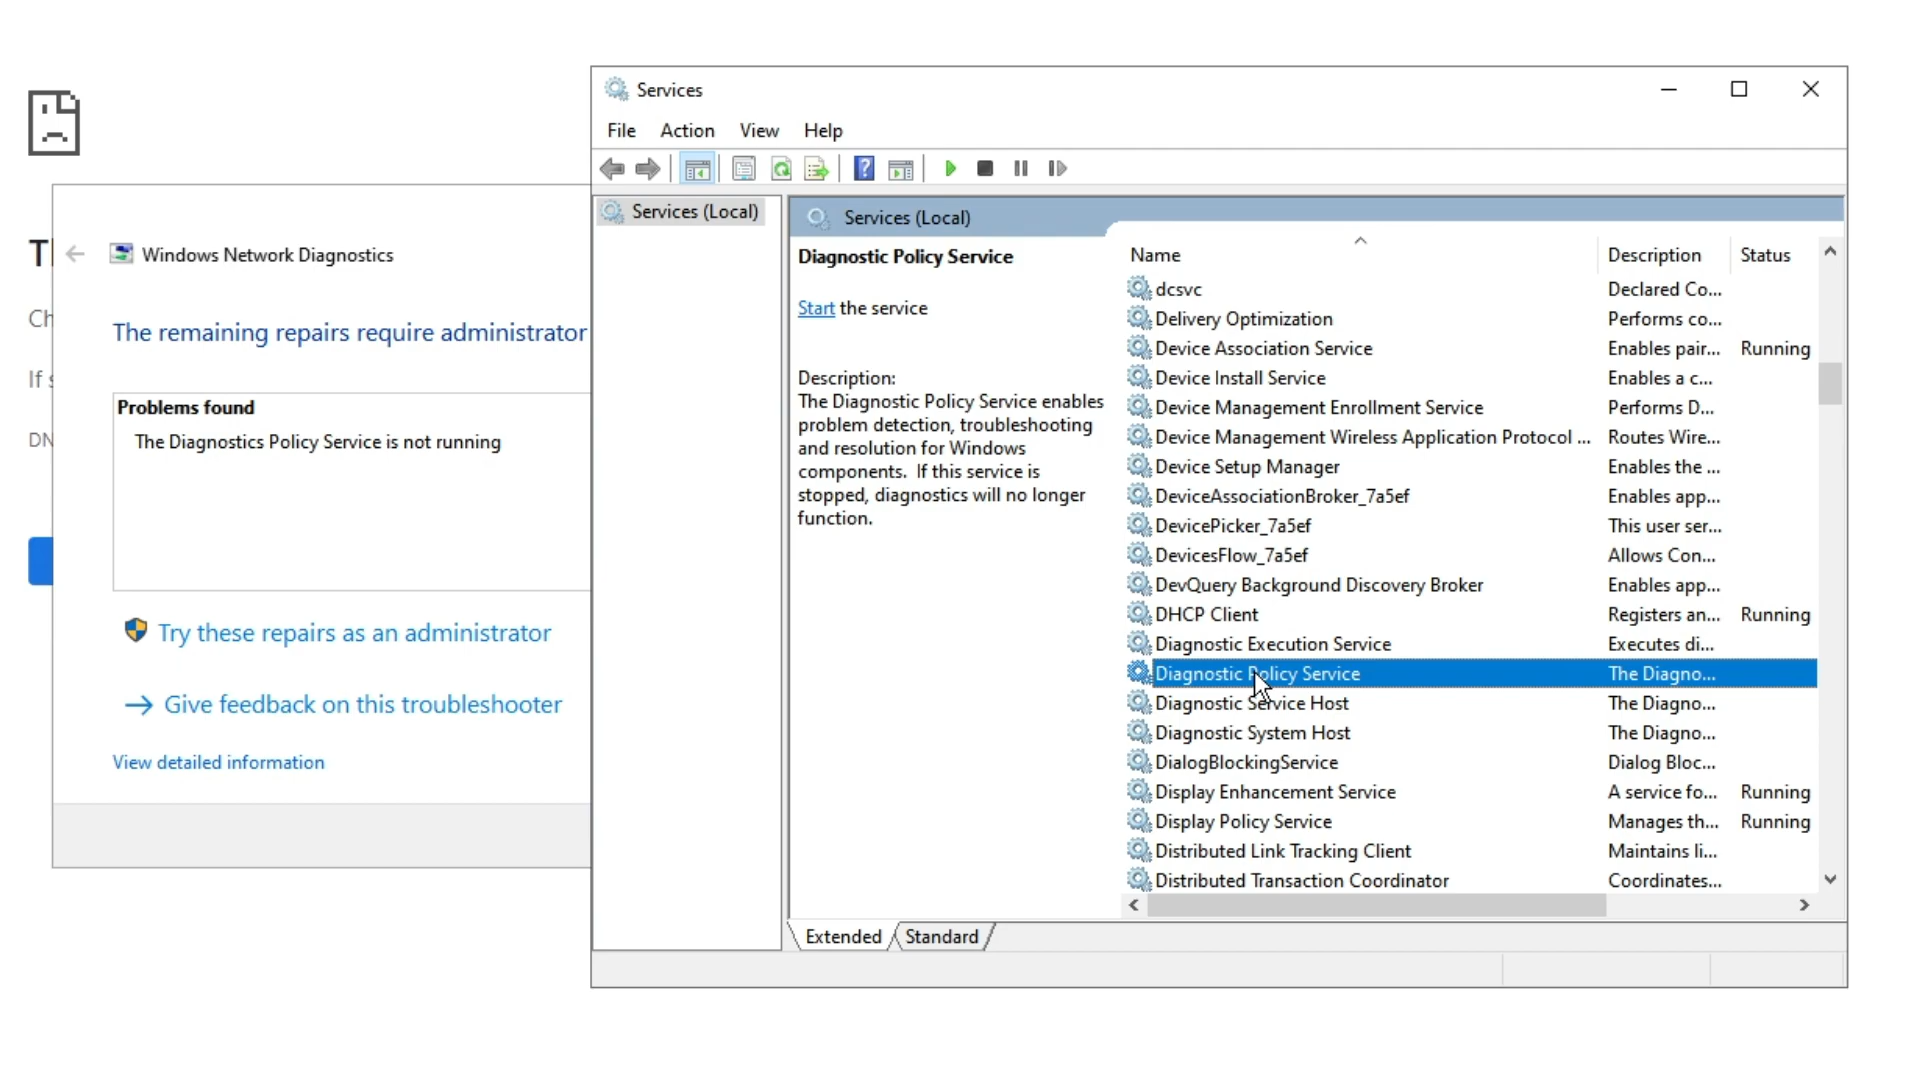 Services
File Action View Help
Services (Local)
Services (Local)
Diagnostic Policy Service
Start the service
Description:
The Diagnostic Policy Service enables
problem detection, troubleshooting
and resolution for Windows
components. If this service is
stopped, diagnostics will no longer
function.
Name Description Status
dcsvc Declared Co...
Delivery Optimization Performs co...
Device Association Service Enables pair... Running
Device Install Service Enables a c...
Device Management Enrollment Service Performs D...
Device Management Wireless Application Protocol ... Routes Wire...
Device Setup Manager Enables the ...
DeviceAssociationBroker_7a5ef Enables app...
DevicePicker_7a5ef This user ser...
DevicesFlow_7a5ef Allows Con...
DevQuery Background Discovery Broker Enables app...
DHCP Client Registers an... Running
Diagnostic Execution Service Executes di...
Diagnostic Policy Service The Diagno...
Diagnostic Service Host The Diagno...
Diagnostic System Host The Diagno...
DialogBlockingService Dialog Bloc...
Display Enhancement Service A service fo... Running
Display Policy Service Manages th... Running
Distributed Link Tracking Client Maintains li...
Distributed Transaction Coordinator Coordinates...
Extended Standard
Windows Network Diagnostics
The remaining repairs require administrator
Problems found
The Diagnostics Policy Service is not running
Try these repairs as an administrator
Give feedback on this troubleshooter
View detailed information
Ch
If
DN